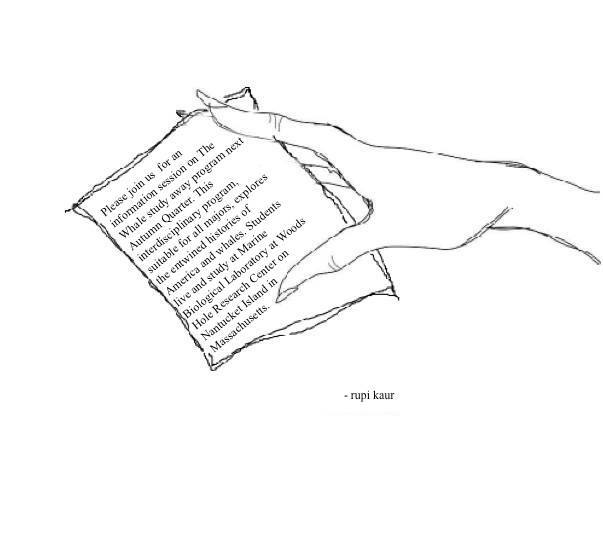 Please join us for an
information session on The
Whale study away program next
Autumn Quarter. This
interdisciplinary program,
suitable for all majors, explores
the entwined histories of
America and whales. Students
live and study at Marine
Biological Laboratory at Woods
Hole Research Center on
Nantucket Island in
Massachusetts.
- rupi kaur